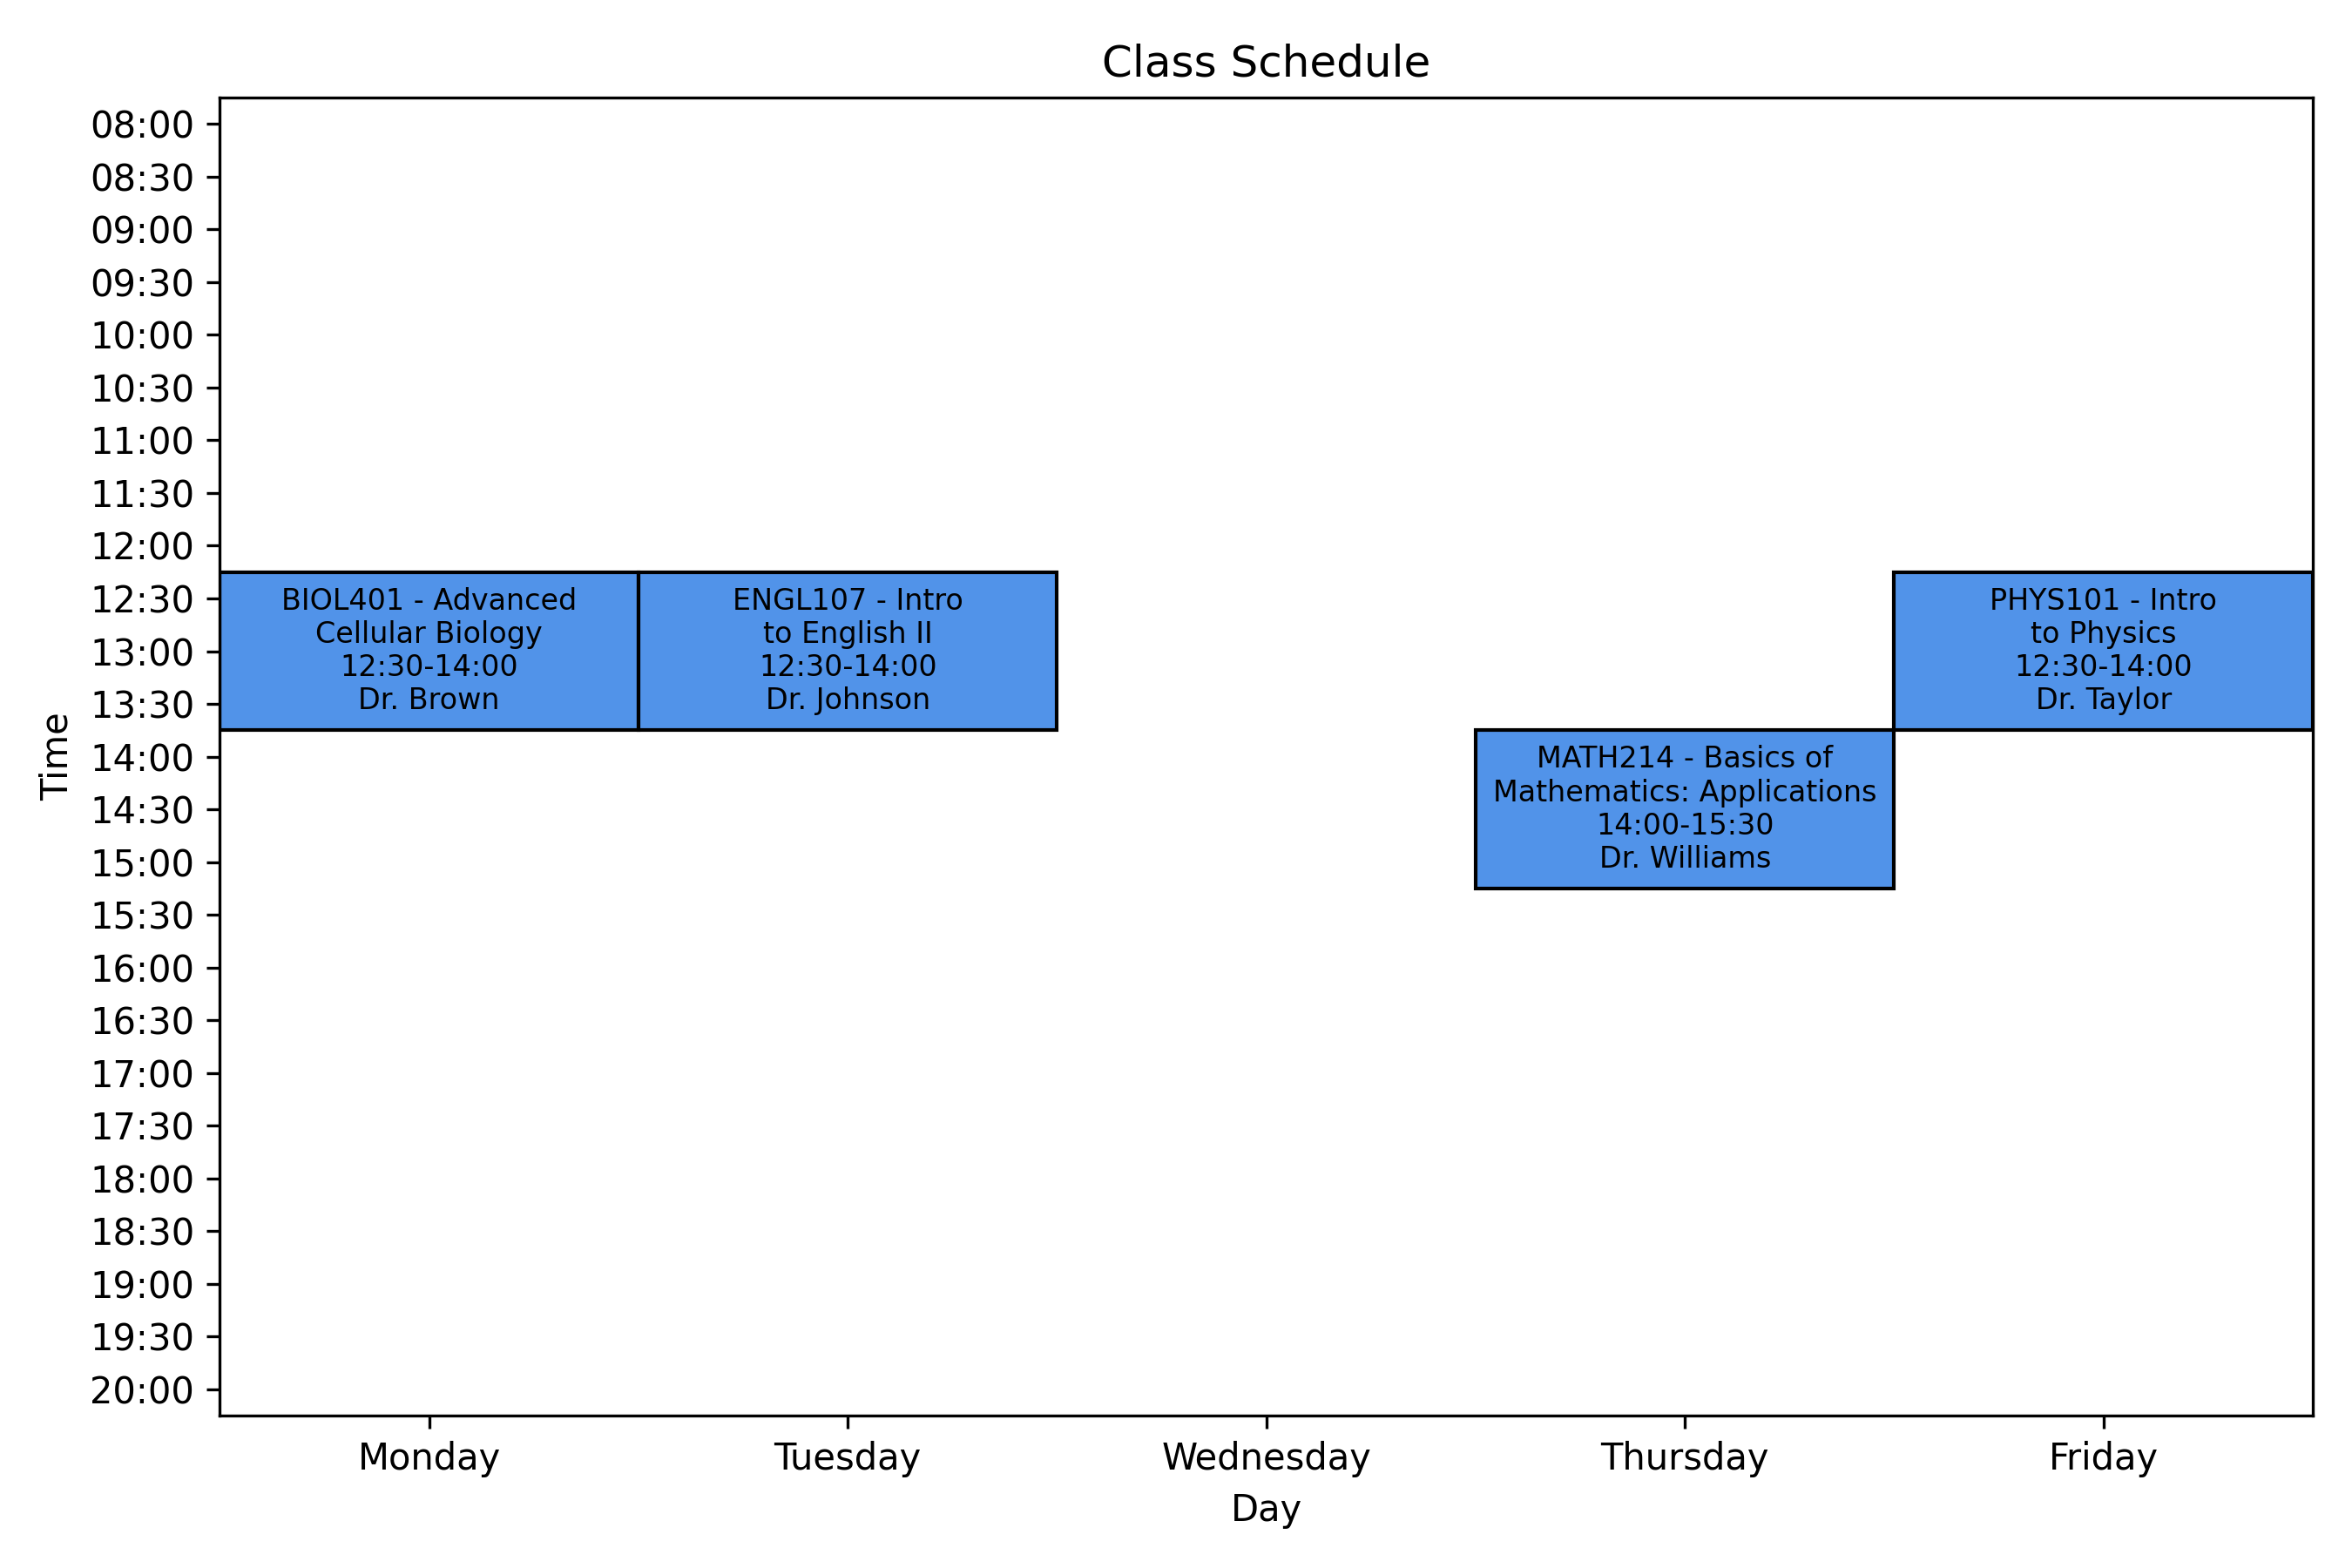 Class Schedule
Time
08:00
08:30
09:00
09:30
10:00
10:30
11:00
11:30
12:00
12:30
13:00
13:30
14:00
14:30
15:00
15:30
16:00
16:30
17:00
17:30
18:00
18:30
19:00
19:30
20:00
BIOL401 - Advanced
Cellular Biology
12:30-14:00
Dr. Brown
ENGL107 - Intro
to English II
12:30-14:00
Dr. Johnson
MATH214 - Basics of
Mathematics: Applications
14:00-15:30
Dr. Williams
PHYS101 - Intro
to Physics
12:30-14:00
Dr. Taylor
Monday
Tuesday
Wednesday
Thursday
Friday
Day